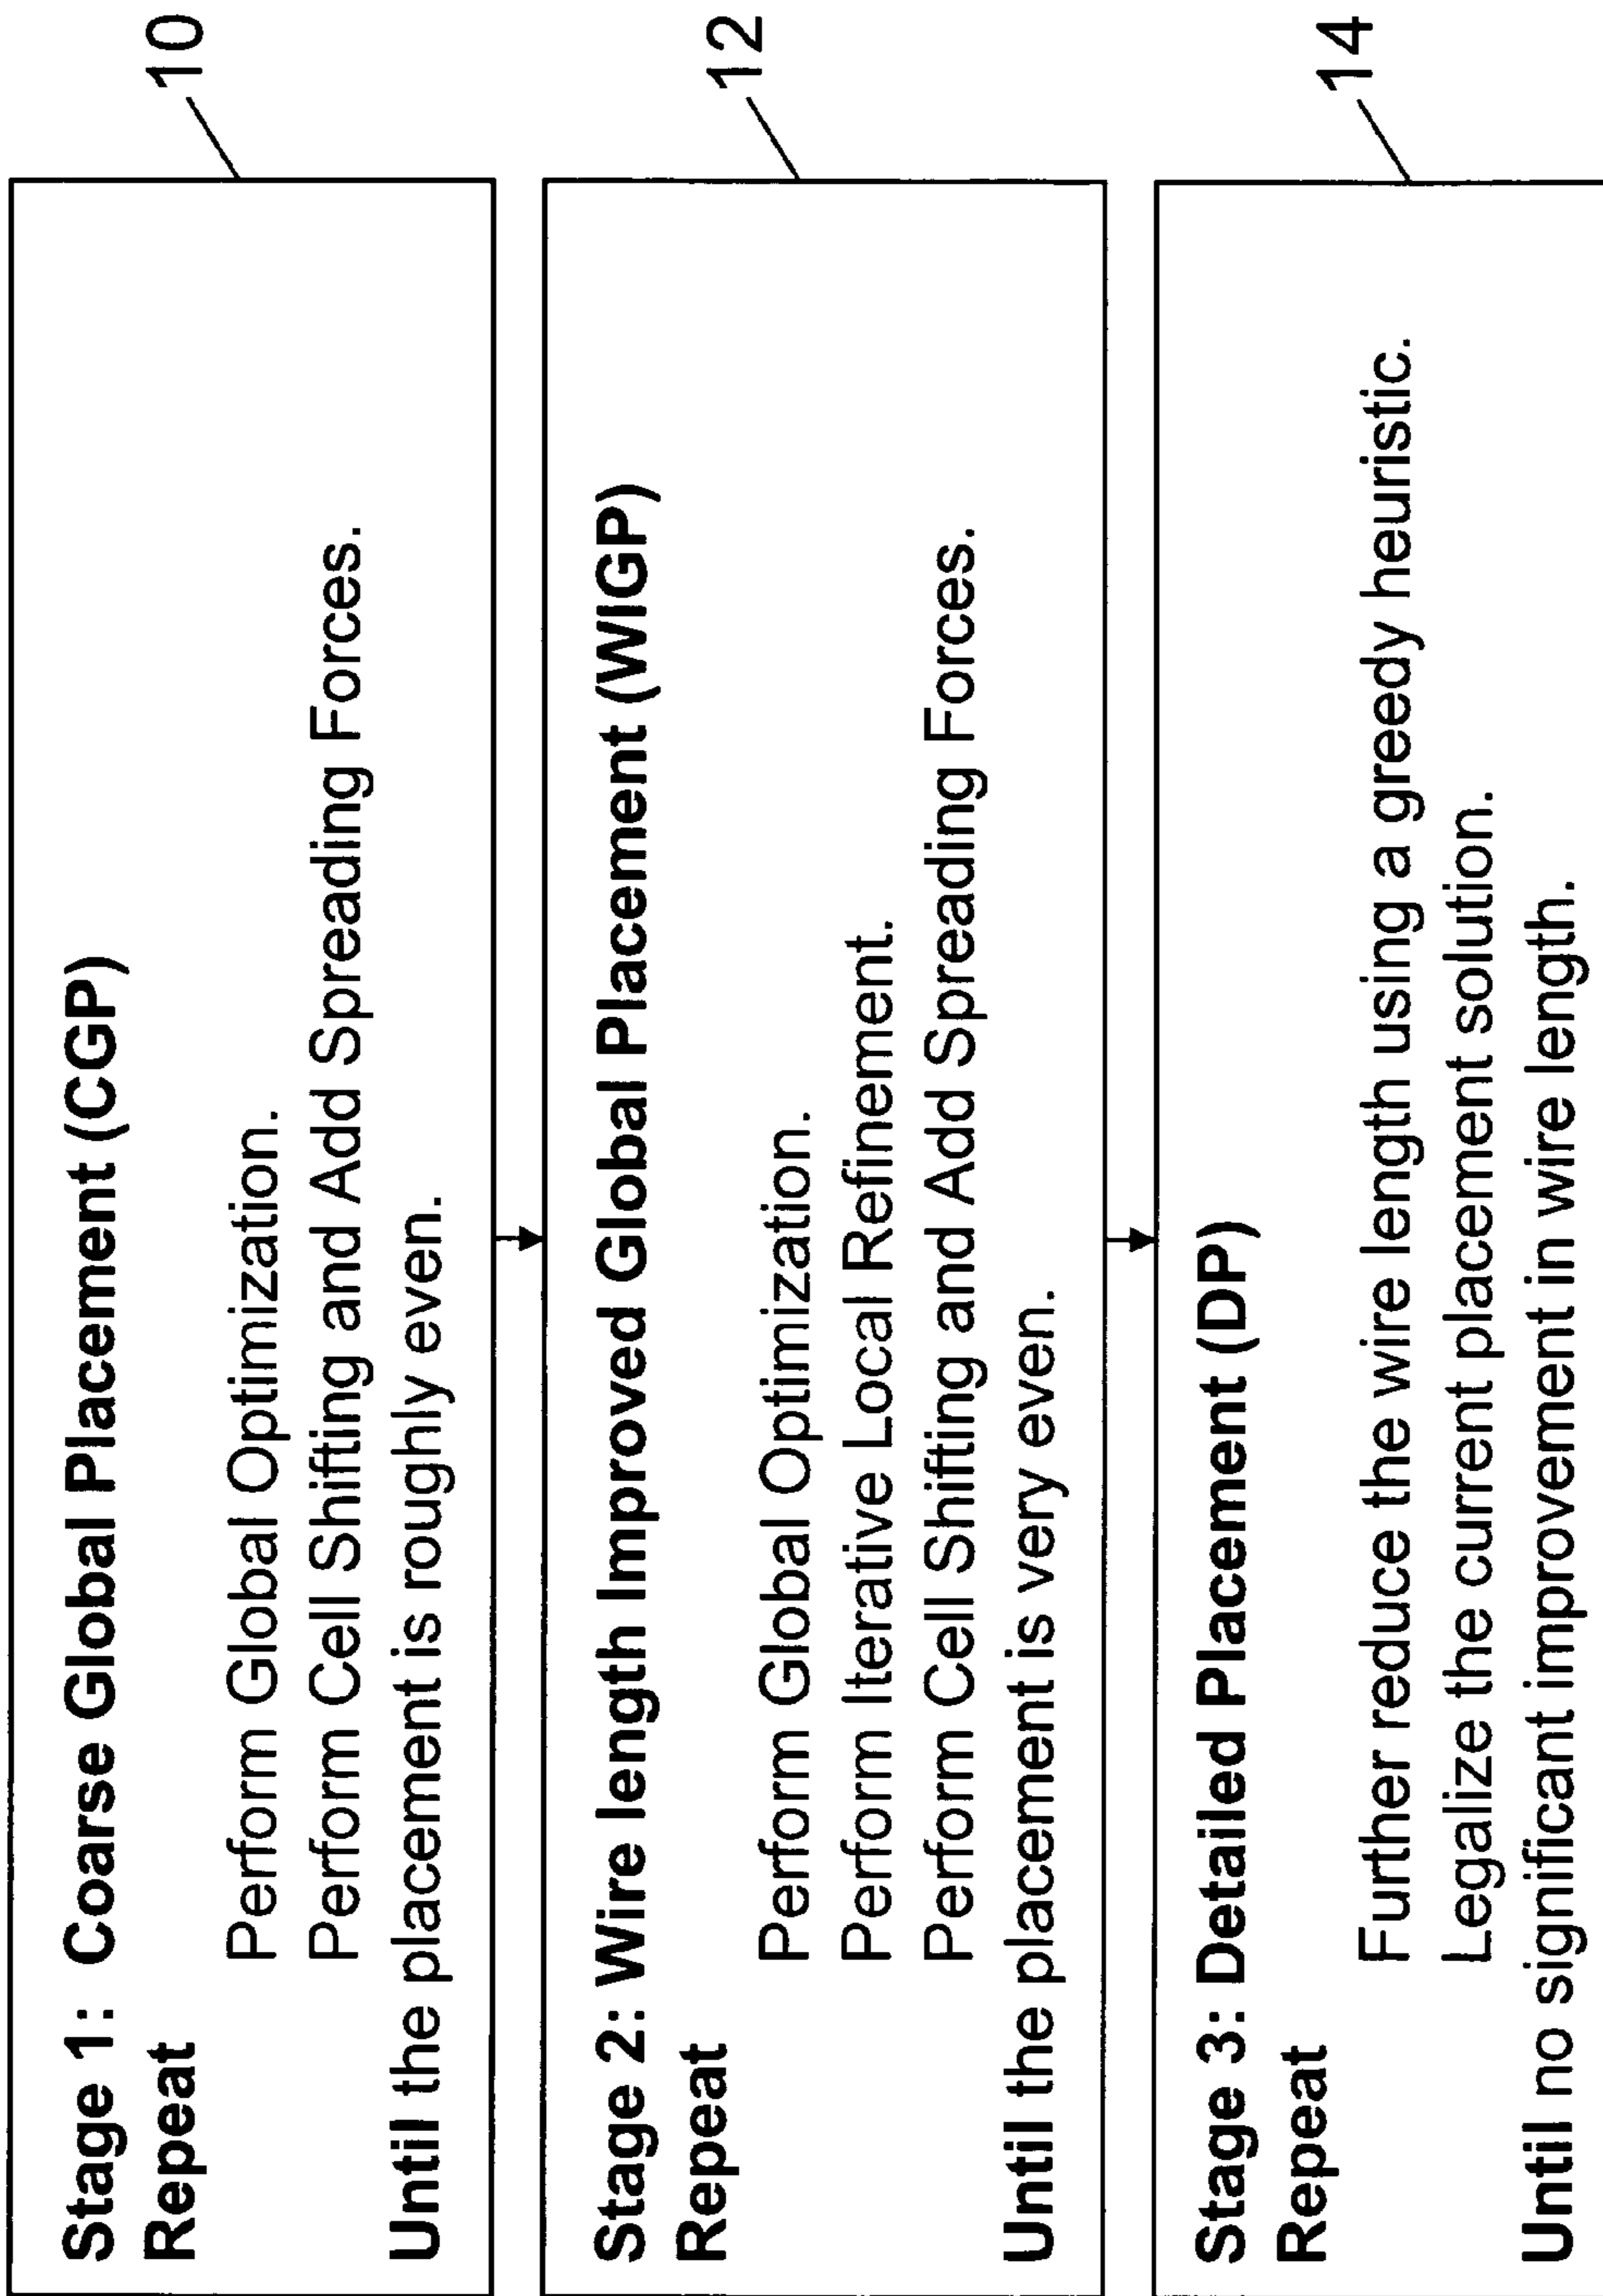 Stage 1: Coarse Global Placement (CGP)
Repeat
Perform Global Optimization.
Perform Cell Shifting and Add Spreading Forces.
Until the placement is roughly even.
10
Stage 2: Wire length Improved Global Placement (WIGP)
Repeat
Perform Global Optimization.
Perform Iterative Local Refinement.
Perform Cell Shifting and Add Spreading Forces.
Until the placement is very even.
12
Stage 3: Detailed Placement (DP)
Repeat
Further reduce the wire length using a greedy heuristic.
Legalize the current placement solution.
Until no significant improvement in wire length.
14